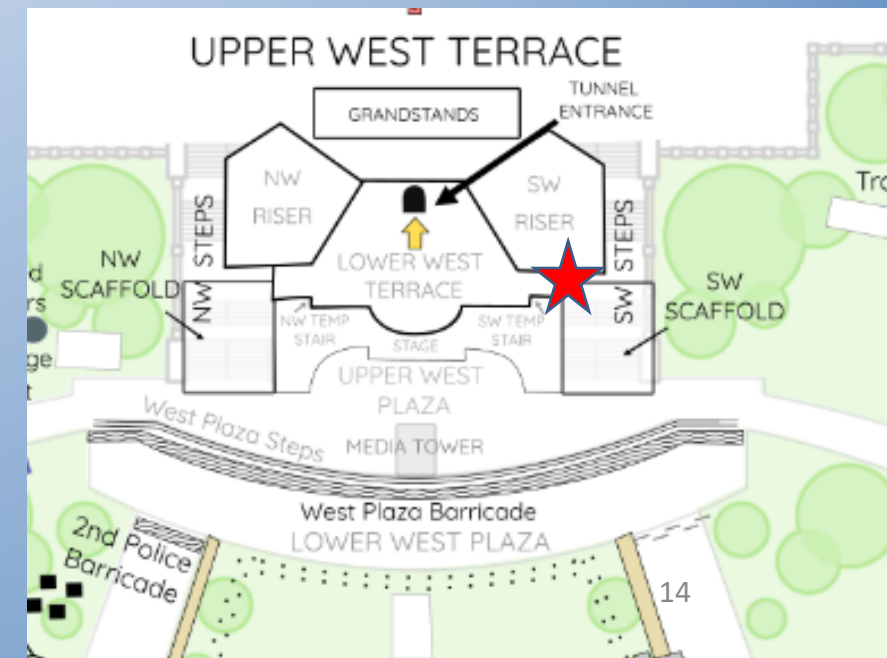 UPPER WEST TERRACE
TUNNEL
ENTRANCE
GRANDSTANDS
NW
RISER
SW
RISER
NW STEPS
SW STEPS
LOWER WEST
TERRACE
NW
SCAFFOLD
SW
SCAFFOLD
NW TEMP
STAIR
SW TEMP
STAIR
STAGE
UPPER WEST
PLAZA
West Plaza Steps
MEDIA TOWER
West Plaza Barricade
LOWER WEST PLAZA
2nd Police
Barricade
14